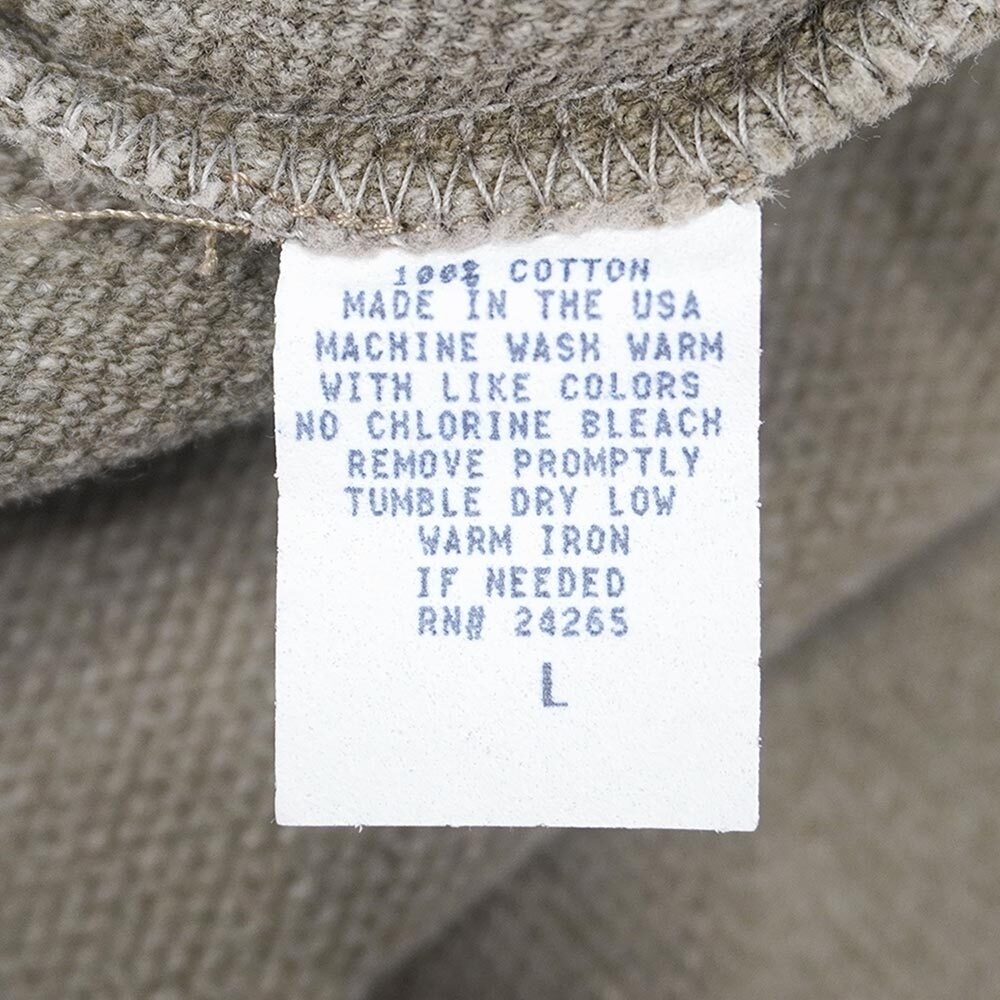 100% COTTON
MADE IN THE USA
MACHINE WASH WARM
WITH LIKE COLORS
NO CHLORINE BLEACH
REMOVE PROMPTLY
TUMBLE DRY LOW
WARM IRON
IF NEEDED
RN# 24265
L